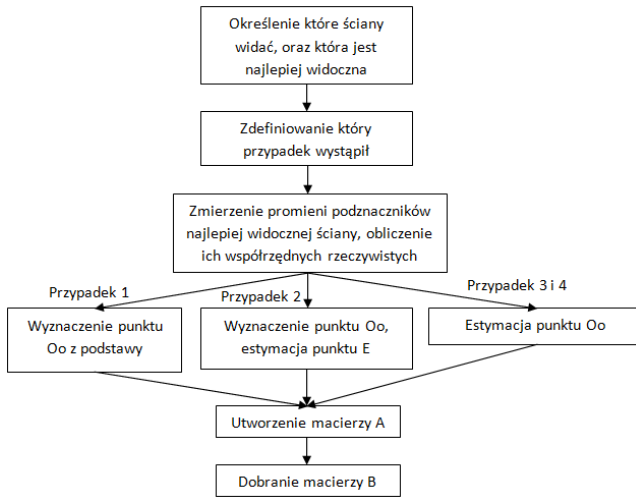 Określenie które ściany
widać, oraz która jest
najlepiej widoczna
Zdefiniowanie który
przypadek wystąpił
Zmierzenie promieni podznaczników
najlepiej widocznej ściany, obliczenie
ich współrzędnych rzeczywistych
Przypadek 1
Przypadek 2
Przypadek 3 i 4
Wyznaczenie punktu
Oo z podstawy
Wyznaczenie punktu Oo,
estymacja punktu E
Estymacja punktu Oo
Utworzenie macierzy A
Dobranie macierzy B